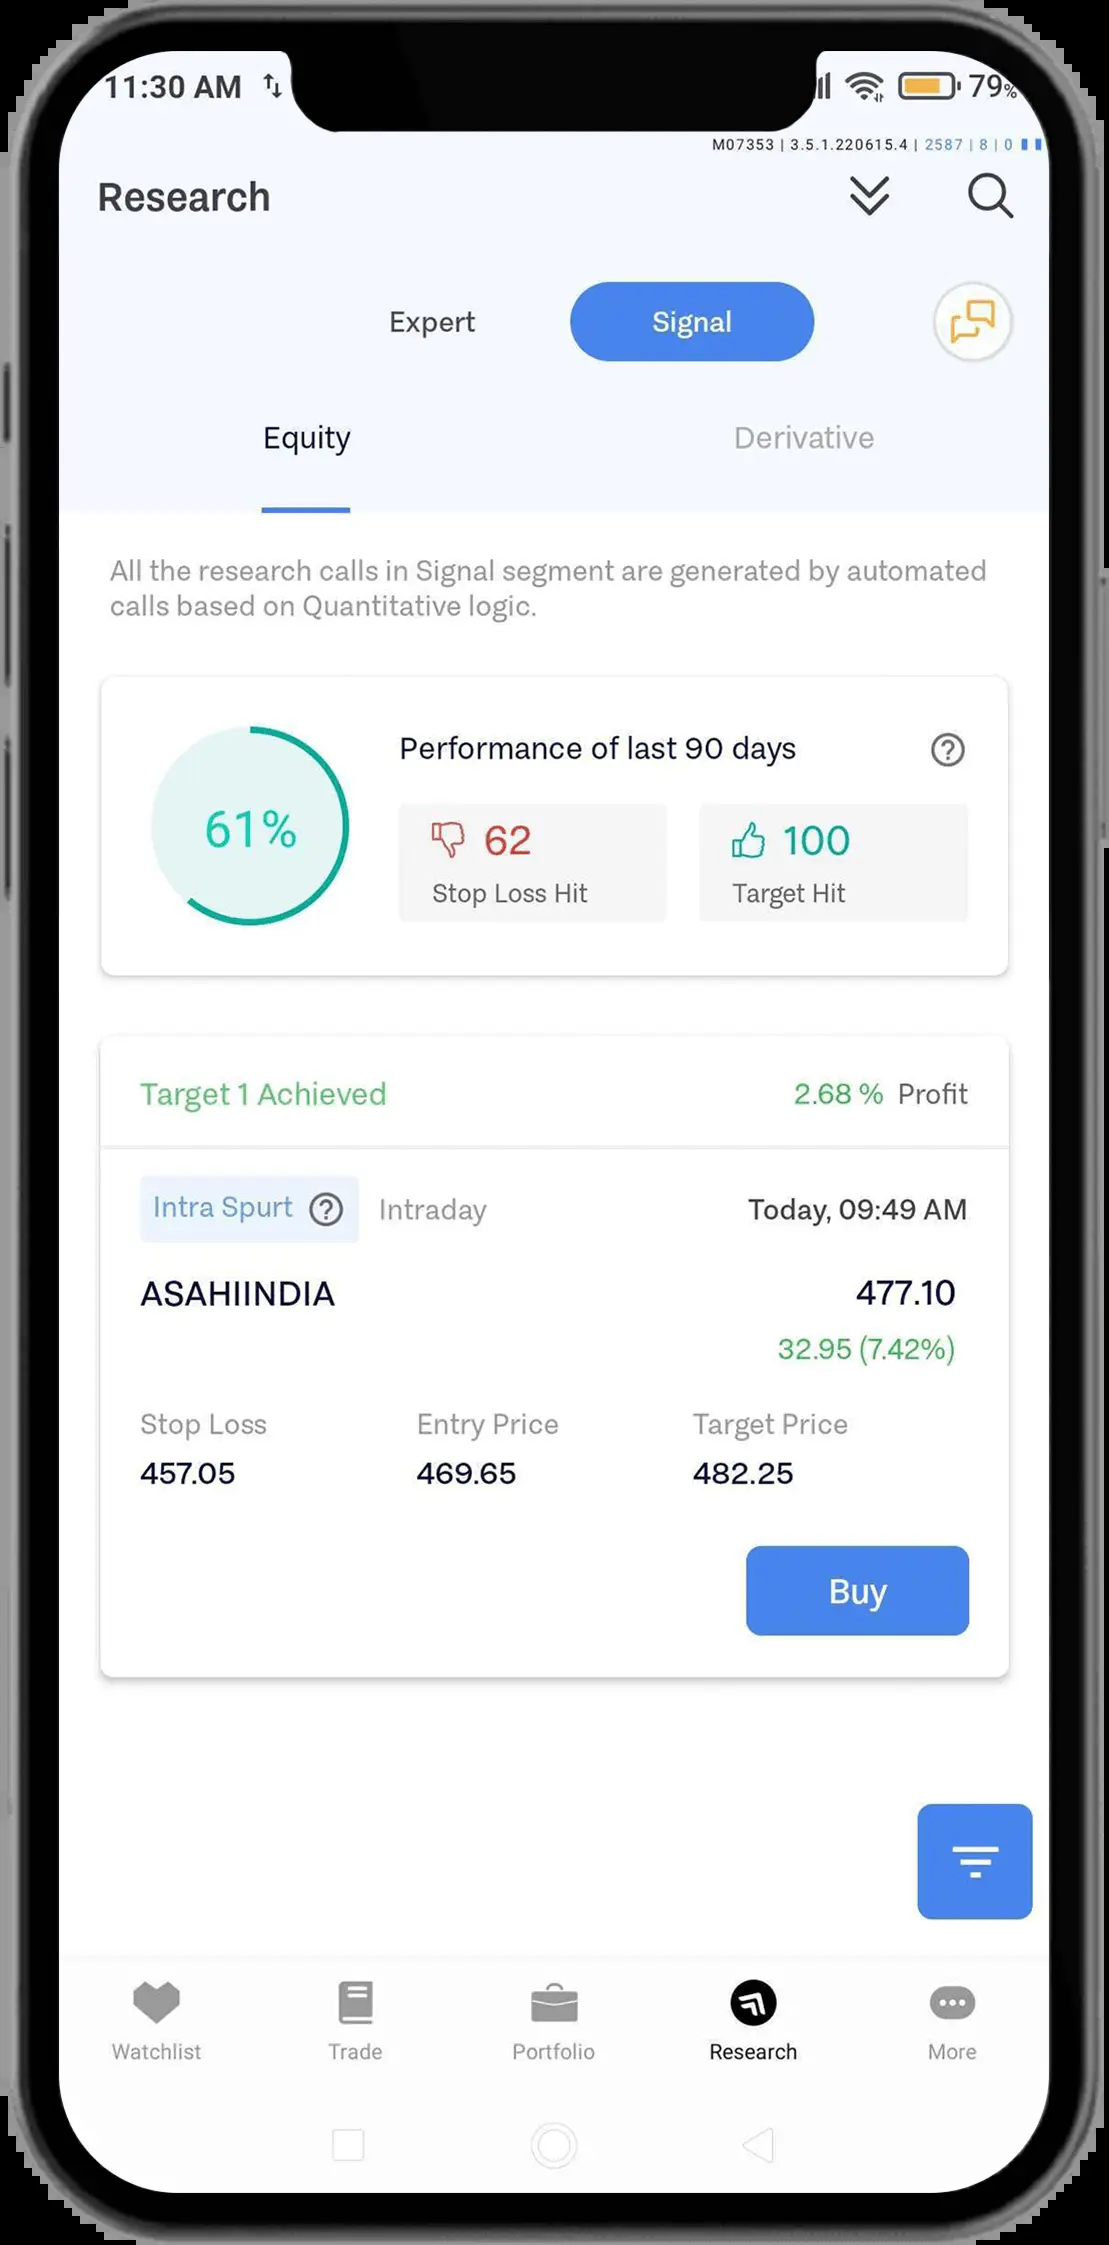 11:30 AM
79%
M07353 | 3.5.1.220615.4 | 2587 | 8 | 0
Research
Expert
Signal
Equity
Derivative
All the research calls in Signal segment are generated by automated
calls based on Quantitative logic.
61%
Performance of last 90 days
62
Stop Loss Hit
100
Target Hit
Target 1 Achieved
2.68 % Profit
Intra Spurt
Intraday
Today, 09:49 AM
ASAHIINDIA
477.10
32.95 (7.42%)
Stop Loss
Entry Price
Target Price
457.05
469.65
482.25
Buy
Watchlist
Trade
Portfolio
Research
More